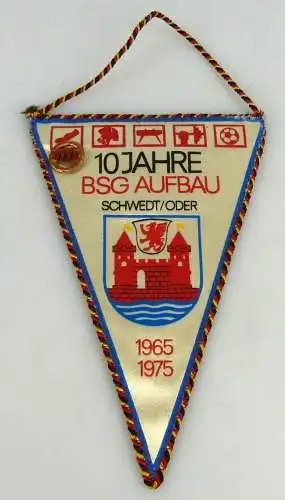 10 JAHRE
BSG AUFBAU
SCHWEDT/ODER
1965
1975